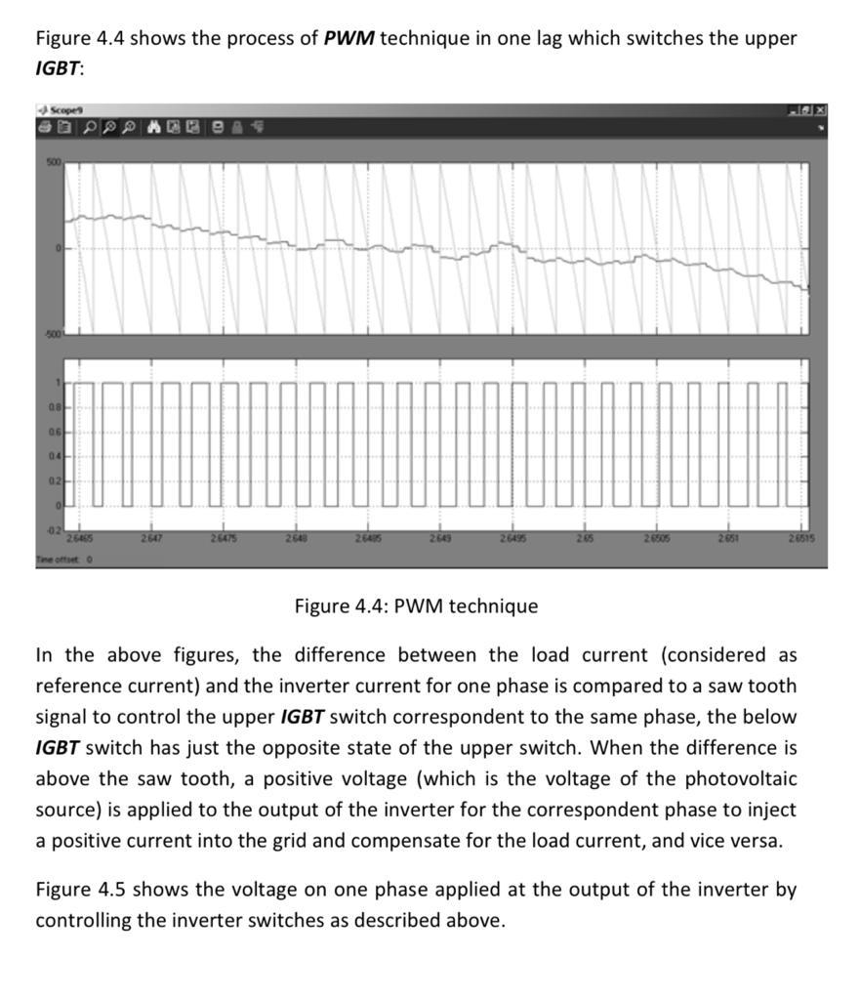 Figure 4.4 shows the process of PWM technique in one lag which switches the upper
IGBT:
Scope9
500
0
-500
1
0.8
0.6
0.4
0.2
0
-0.2
2.6465 2.647 2.6475 2.648 2.6485 2.649 2.6495 2.65 2.6505 2.651 2.6515
Time offset: 0
Figure 4.4: PWM technique
In the above figures, the difference between the load current (considered as
reference current) and the inverter current for one phase is compared to a saw tooth
signal to control the upper IGBT switch correspondent to the same phase, the below
IGBT switch has just the opposite state of the upper switch. When the difference is
above the saw tooth, a positive voltage (which is the voltage of the photovoltaic
source) is applied to the output of the inverter for the correspondent phase to inject
a positive current into the grid and compensate for the load current, and vice versa.
Figure 4.5 shows the voltage on one phase applied at the output of the inverter by
controlling the inverter switches as described above.